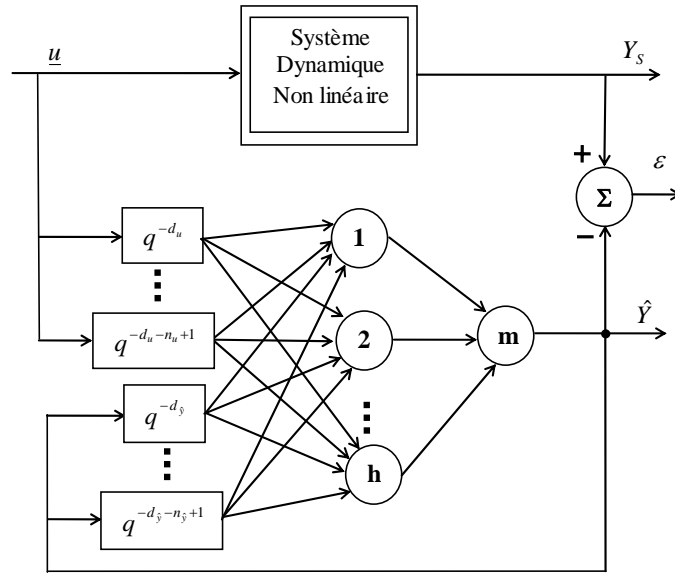 Système
Dynamique
Non linéaire
u
Y_S
+
ε
Σ
−
q^{-d_u}
1
q^{-d_u-n_u+1}
2
m
Ŷ
q^{-d_ŷ}
h
q^{-d_ŷ-n_ŷ+1}